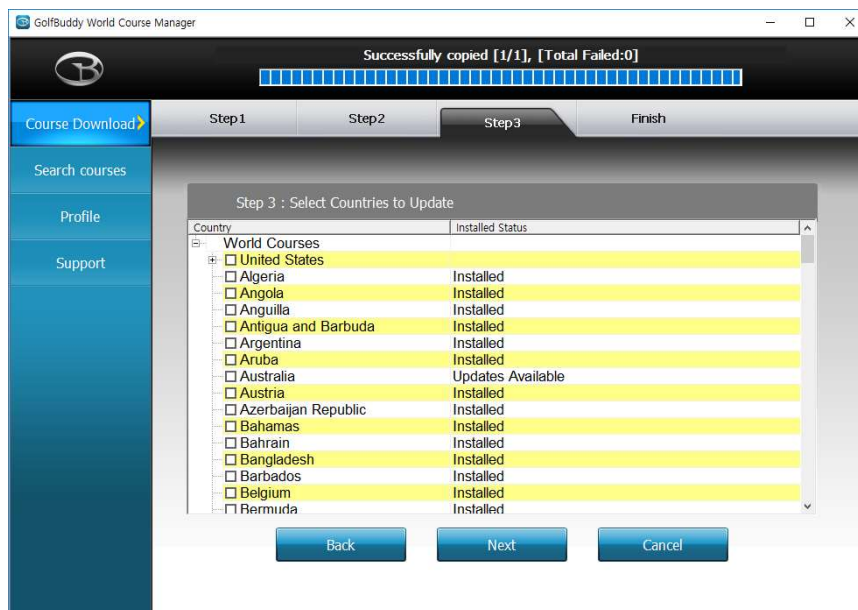 GolfBuddy World Course Manager
Successfully copied [1/1], [Total Failed:0]
Course Download
Step1 Step2 Step3 Finish
Search courses
Profile
Support
Step 3 : Select Countries to Update
Country Installed Status
World Courses
United States
Algeria Installed
Angola Installed
Anguilla Installed
Antigua and Barbuda Installed
Argentina Installed
Aruba Installed
Australia Updates Available
Austria Installed
Azerbaijan Republic Installed
Bahamas Installed
Bahrain Installed
Bangladesh Installed
Barbados Installed
Belgium Installed
Bermuda Installed
Back Next Cancel